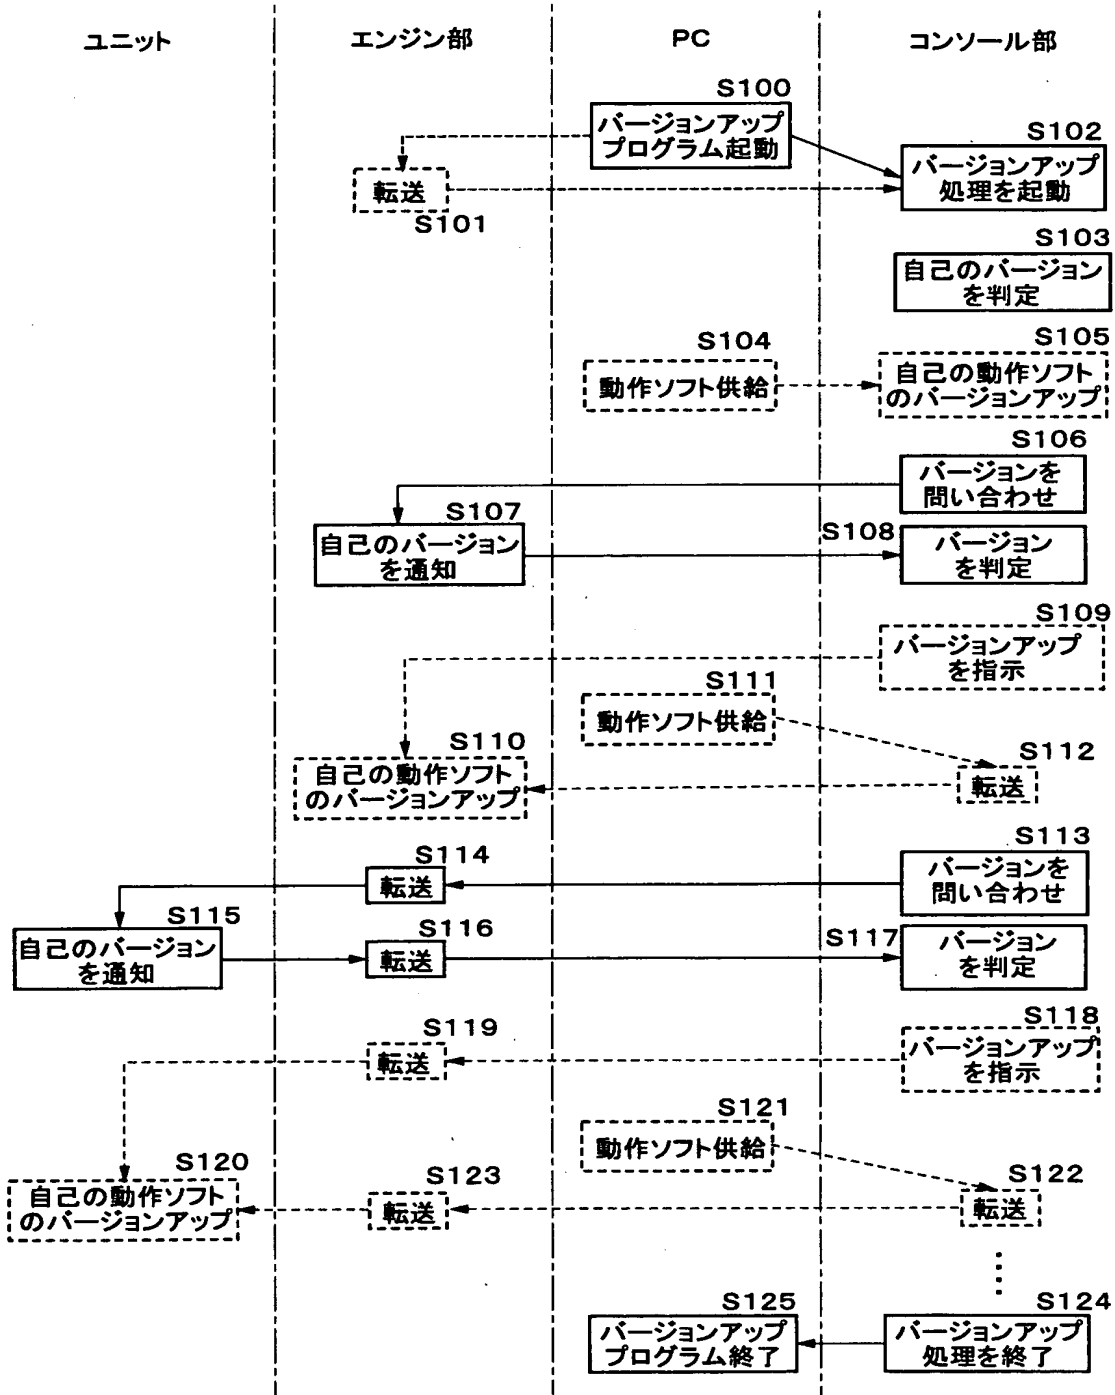 ユニット
エンジン部
PC
コンソール部
S100
バージョンアップ
プログラム起動
S102
バージョンアップ
処理を起動
転送
S101
S103
自己のバージョン
を判定
S104
動作ソフト供給
S105
自己の動作ソフト
のバージョンアップ
S106
バージョンを
問い合わせ
S107
自己のバージョン
を通知
S108
バージョン
を判定
S109
バージョンアップ
を指示
S111
動作ソフト供給
S110
自己の動作ソフト
のバージョンアップ
S112
転送
S113
バージョンを
問い合わせ
S114
転送
S115
自己のバージョン
を通知
S116
転送
S117
バージョン
を判定
S118
バージョンアップ
を指示
S119
転送
S121
動作ソフト供給
S120
自己の動作ソフト
のバージョンアップ
S123
転送
S122
転送
S125
バージョンアップ
プログラム終了
S124
バージョンアップ
処理を終了